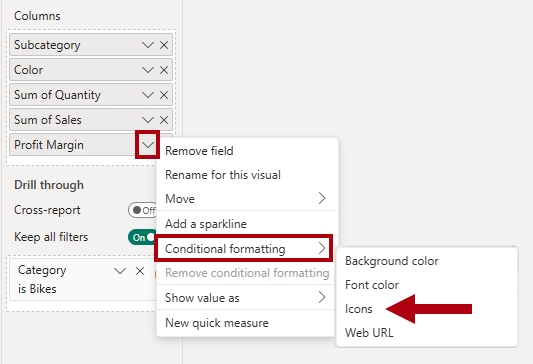 Columns
Subcategory
Color
Sum of Quantity
Sum of Sales
Profit Margin
Remove field
Rename for this visual
Move
Add a sparkline
Conditional formatting
Remove conditional formatting
Show value as
New quick measure
Background color
Font color
Icons
Web URL
Drill through
Cross-report
Off
Keep all filters
On
Category
is Bikes